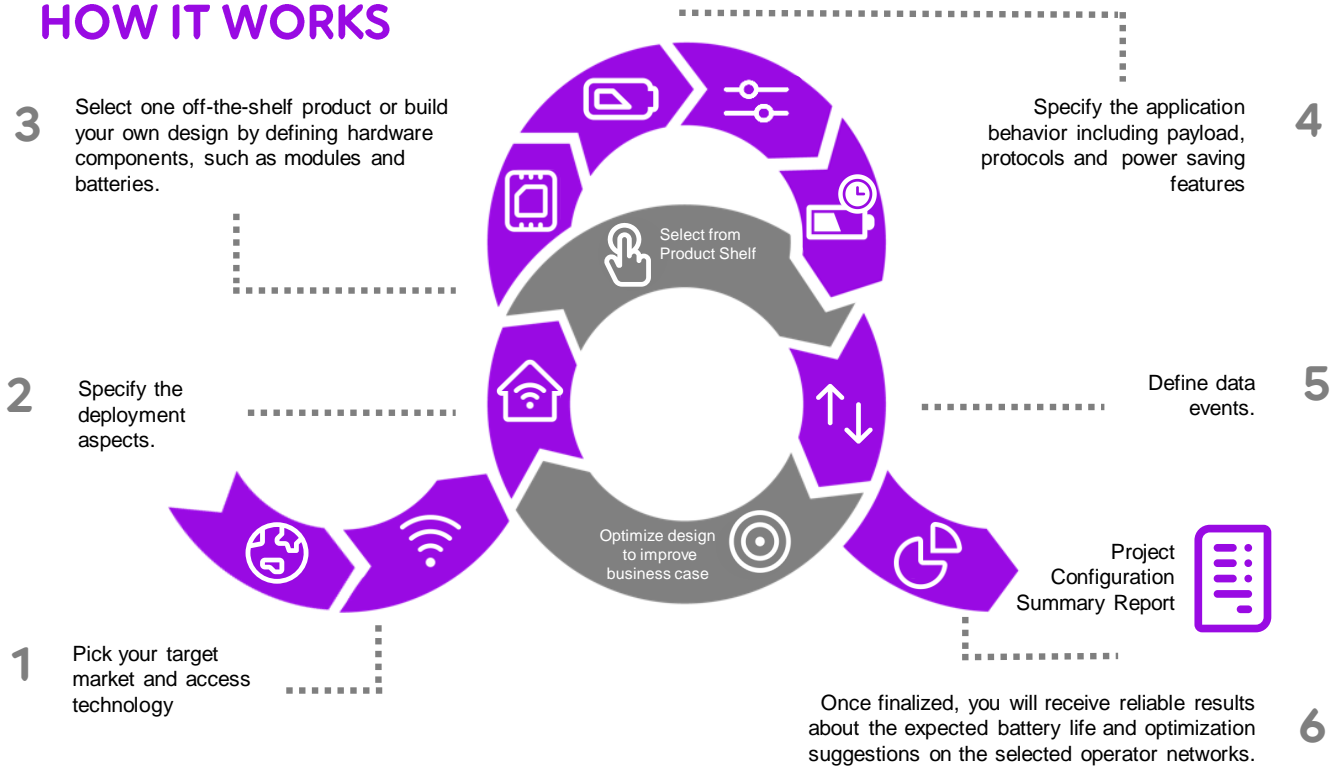 HOW IT WORKS
3
Select one off-the-shelf product or build
your own design by defining hardware
components, such as modules and
batteries.
4
Specify the application
behavior including payload,
protocols and power saving
features
Select from
Product Shelf
2
Specify the
deployment
aspects.
5
Define data
events.
Optimize design
to improve
business case
Project
Configuration
Summary Report
1
Pick your target
market and access
technology
6
Once finalized, you will receive reliable results
about the expected battery life and optimization
suggestions on the selected operator networks.